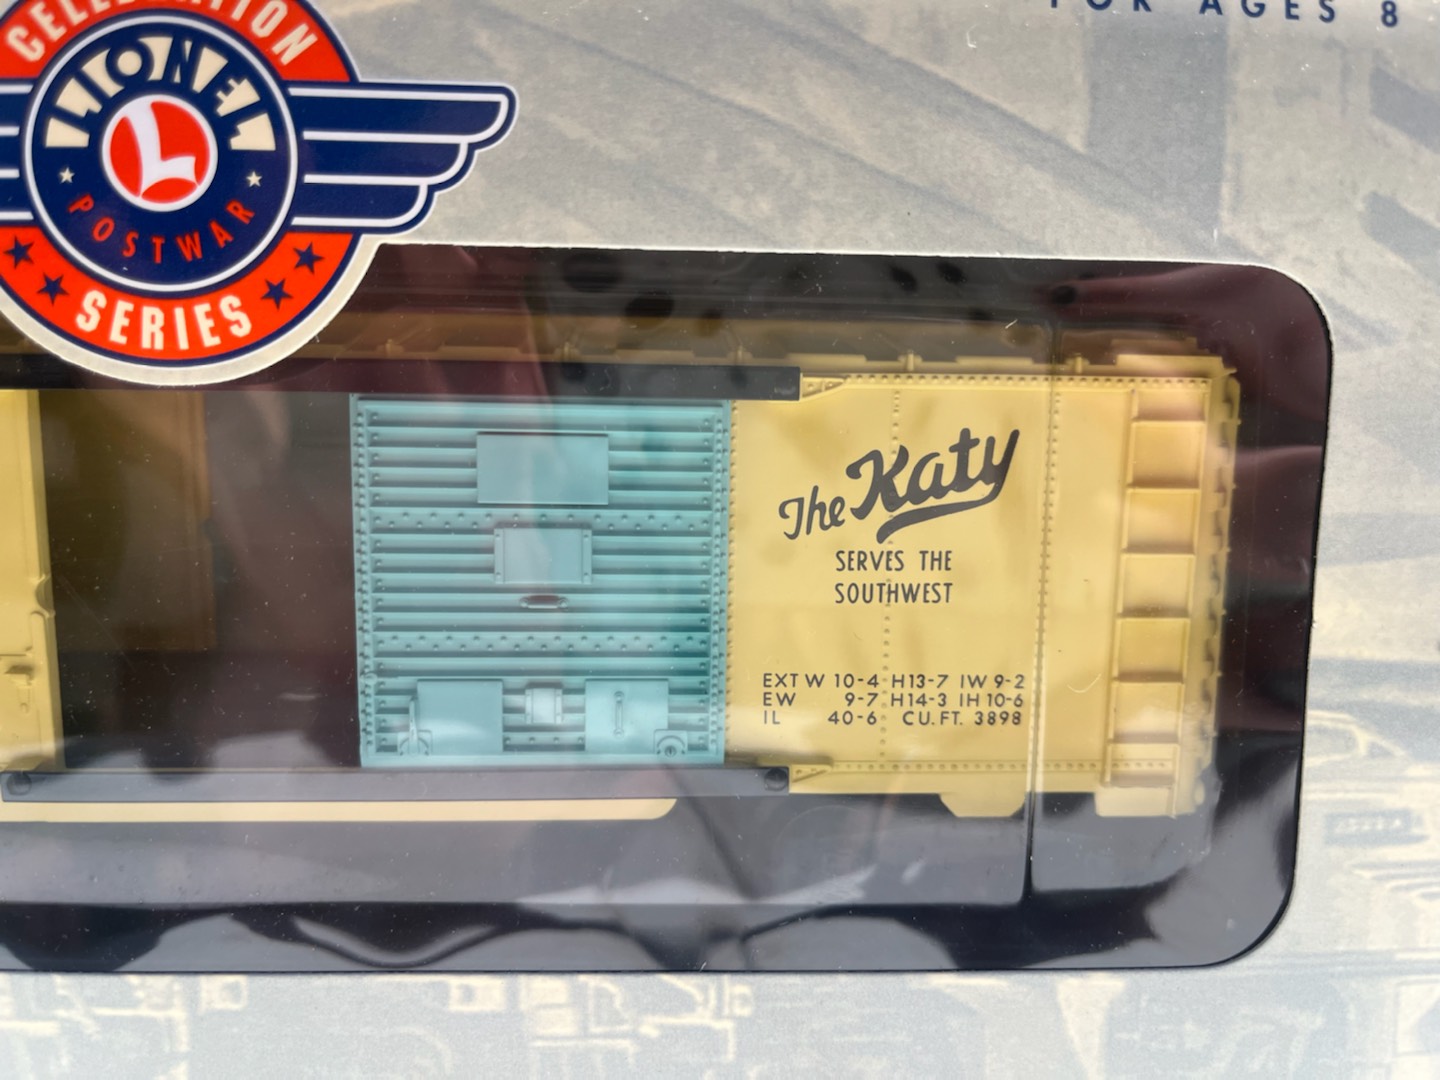 FOR AGES 8
CELEBRATION
LIONEL
L
POSTWAR
SERIES
The Katy
SERVES THE
SOUTHWEST
EXT W 10-4 H13-7 IW 9-2
EW 9-7 H14-3 IH 10-6
IL 40-6 CU. FT. 3898